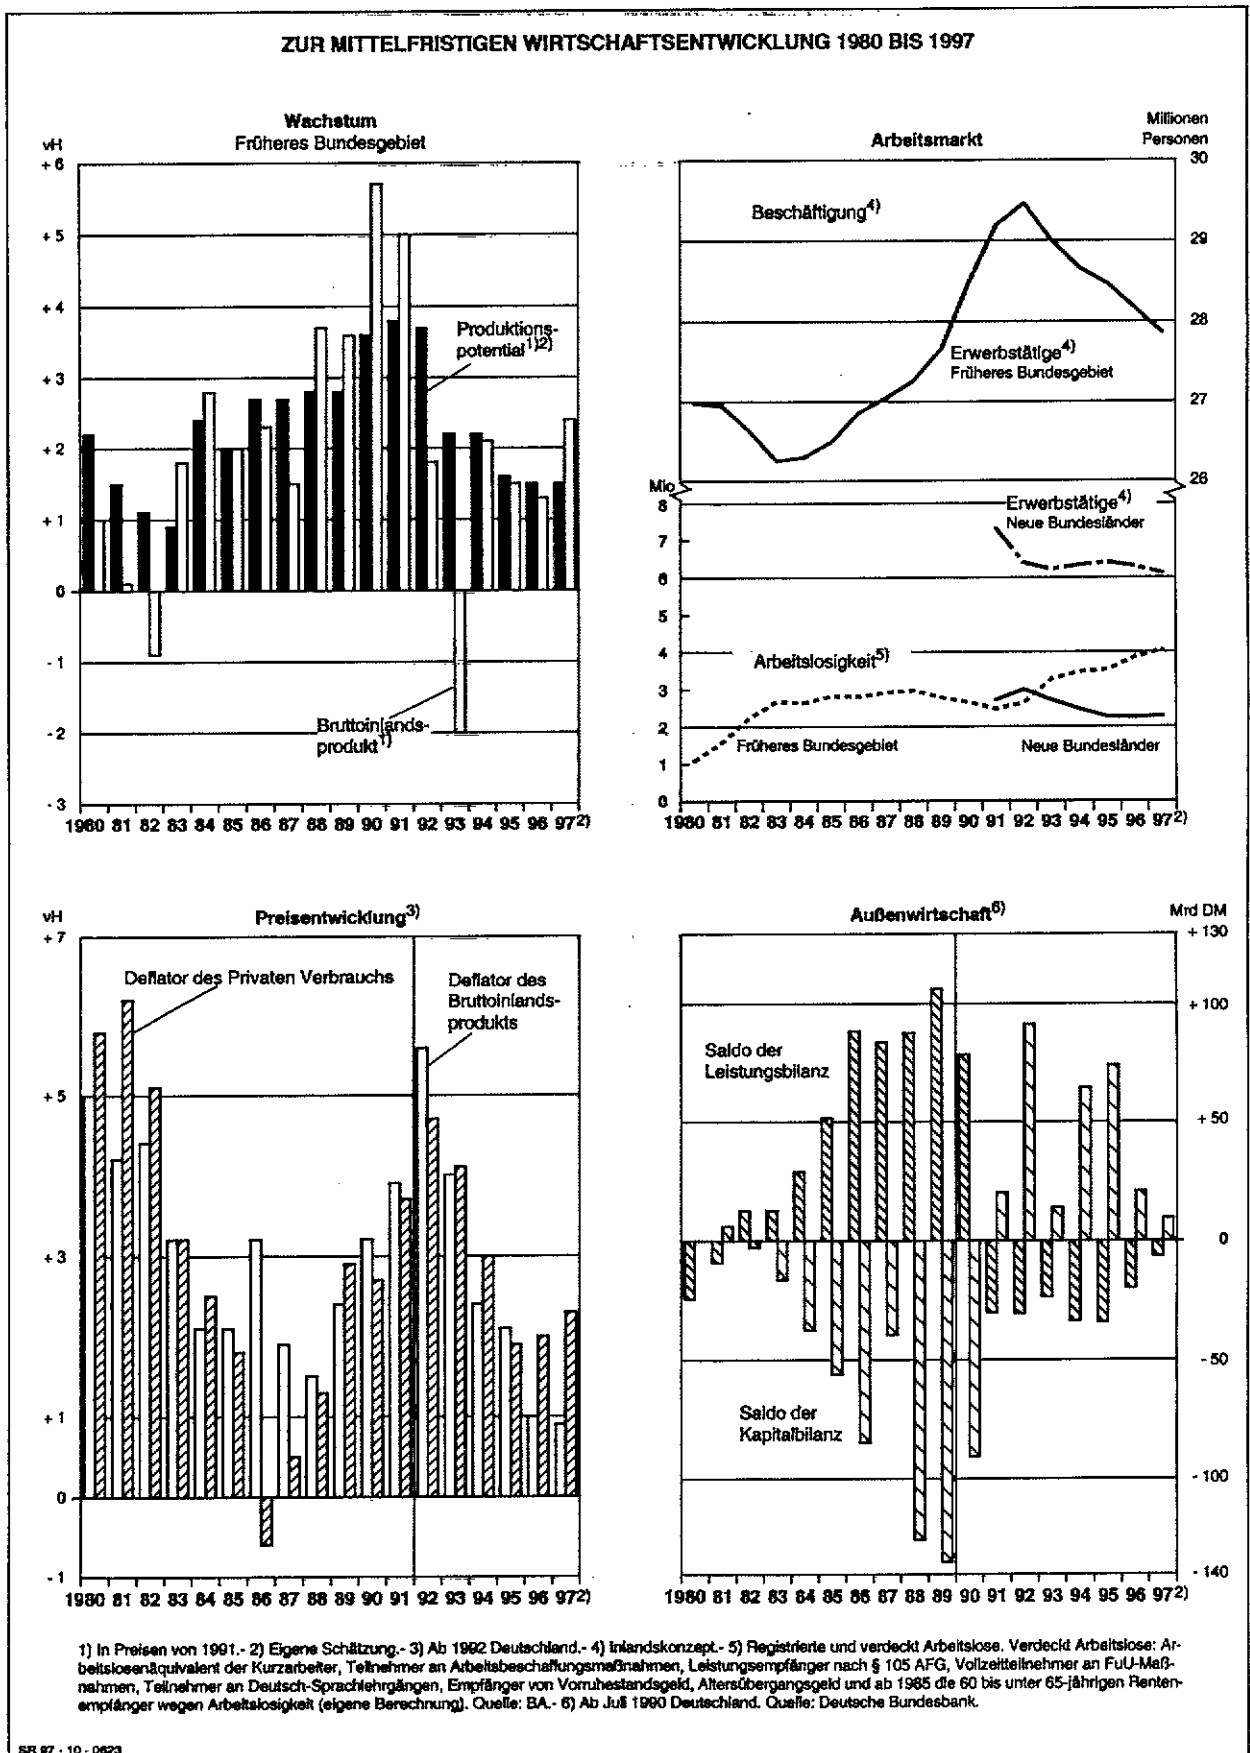 ZUR MITTELFRISTIGEN WIRTSCHAFTSENTWICKLUNG 1980 BIS 1997
Wachstum
Früheres Bundesgebiet
vH
+ 6
+ 5
+ 4
+ 3
+ 2
+ 1
0
- 1
- 2
- 3
Produktions-
potential1)2)
Bruttoinlands-
produkt1)
1980 81 82 83 84 85 86 87 88 89 90 91 92 93 94 95 96 972)
Arbeitsmarkt
Millionen
Personen
30
29
28
27
26
Beschäftigung4)
Erwerbstätige4)
Früheres Bundesgebiet
Mio
8
7
6
5
4
3
2
1
0
Erwerbstätige4)
Neue Bundesländer
Arbeitslosigkeit5)
Früheres Bundesgebiet
Neue Bundesländer
1980 81 82 83 84 85 86 87 88 89 90 91 92 93 94 95 96 972)
Preisentwicklung3)
vH
+ 7
+ 5
+ 3
+ 1
0
- 1
Deflator des Privaten Verbrauchs
Deflator des
Bruttoinlands-
produkts
1980 81 82 83 84 85 86 87 88 89 90 91 92 93 94 95 96 972)
Außenwirtschaft6)
Mrd DM
+ 130
+ 100
+ 50
0
- 50
- 100
- 140
Saldo der
Leistungsbilanz
Saldo der
Kapitalbilanz
1980 81 82 83 84 85 86 87 88 89 90 91 92 93 94 95 96 972)
1) In Preisen von 1991.- 2) Eigene Schätzung.- 3) Ab 1992 Deutschland.- 4) Inlandskonzept.- 5) Registrierte und verdeckt Arbeitslose. Verdeckt Arbeitslose: Ar-
beitslosenäquivalent der Kurzarbeiter, Teilnehmer an Arbeitsbeschaffungsmaßnahmen, Leistungsempfänger nach § 105 AFG, Vollzeitteilnehmer an FuU-Maß-
nahmen, Teilnehmer an Deutsch-Sprachlehrgängen, Empfänger von Vorruhestandsgeld, Altersübergangsgeld und ab 1985 die 60 bis unter 65-jährigen Renten-
empfänger wegen Arbeitslosigkeit (eigene Berechnung). Quelle: BA.- 6) Ab Juli 1990 Deutschland. Quelle: Deutsche Bundesbank.
SR 97 - 10 - 0623